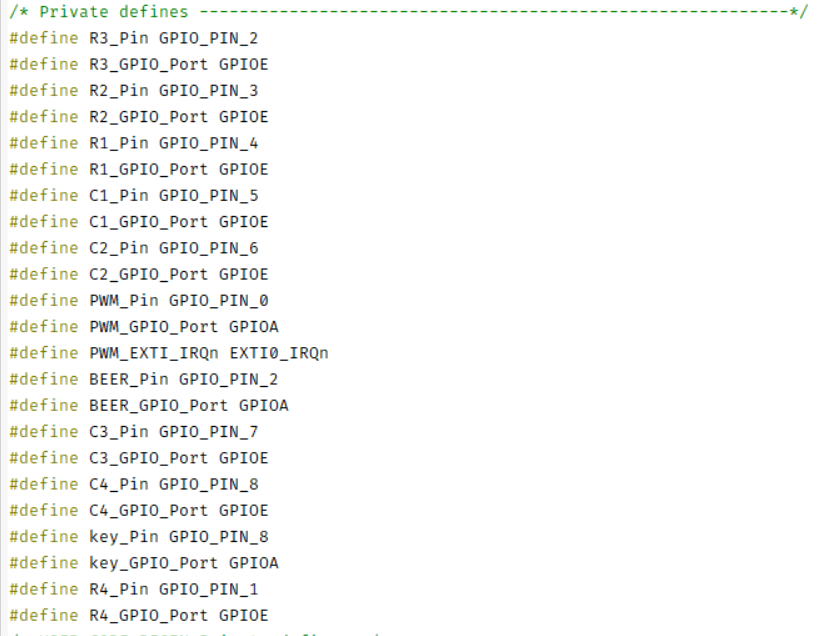 /* Private defines -----------------------------------------------------------*/
#define R3_Pin GPIO_PIN_2
#define R3_GPIO_Port GPIOE
#define R2_Pin GPIO_PIN_3
#define R2_GPIO_Port GPIOE
#define R1_Pin GPIO_PIN_4
#define R1_GPIO_Port GPIOE
#define C1_Pin GPIO_PIN_5
#define C1_GPIO_Port GPIOE
#define C2_Pin GPIO_PIN_6
#define C2_GPIO_Port GPIOE
#define PWM_Pin GPIO_PIN_0
#define PWM_GPIO_Port GPIOA
#define PWM_EXTI_IRQn EXTI0_IRQn
#define BEER_Pin GPIO_PIN_2
#define BEER_GPIO_Port GPIOA
#define C3_Pin GPIO_PIN_7
#define C3_GPIO_Port GPIOE
#define C4_Pin GPIO_PIN_8
#define C4_GPIO_Port GPIOE
#define key_Pin GPIO_PIN_8
#define key_GPIO_Port GPIOA
#define R4_Pin GPIO_PIN_1
#define R4_GPIO_Port GPIOE